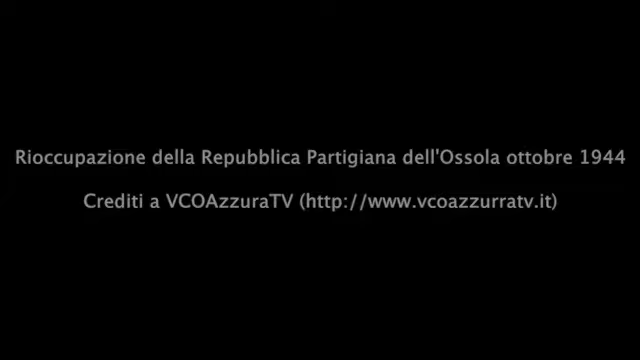 Rioccupazione della Repubblica Partigiana dell'Ossola ottobre 1944
Crediti a VCOAzzuraTV (http://www.vcoazzurratv.it)